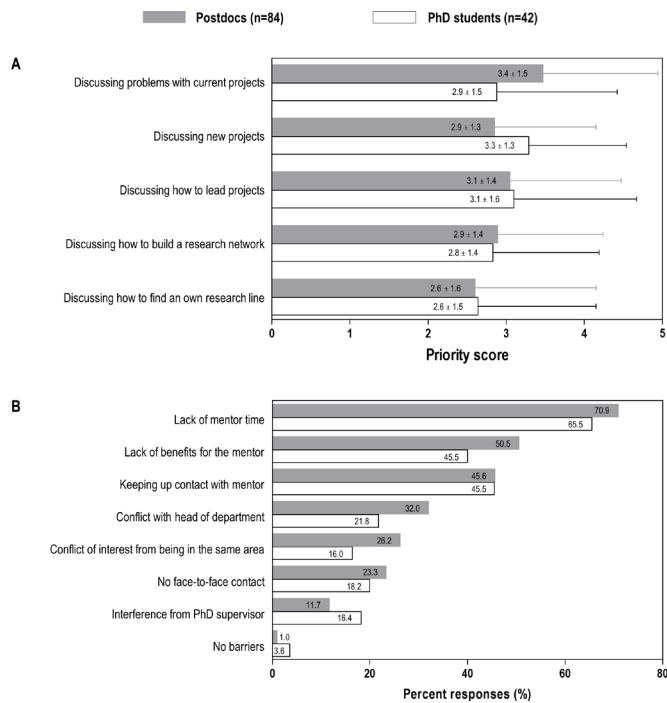 Postdocs (n=84) PhD students (n=42)
A
Discussing problems with current projects 3.4 ± 1.5
2.9 ± 1.5
Discussing new projects 2.9 ± 1.3
3.3 ± 1.3
Discussing how to lead projects 3.1 ± 1.4
3.1 ± 1.6
Discussing how to build a research network 2.9 ± 1.4
2.8 ± 1.4
Discussing how to find an own research line 2.6 ± 1.6
2.6 ± 1.5
0 1 2 3 4 5
Priority score
B
Lack of mentor time 70.9
65.5
Lack of benefits for the mentor 50.5
45.5
Keeping up contact with mentor 45.6
45.5
Conflict with head of department 32.0
21.8
Conflict of interest from being in the same area 26.2
16.0
No face-to-face contact 23.3
18.2
Interference from PhD supervisor 11.7
16.4
No barriers 1.0
3.6
0 20 40 60 80
Percent responses (%)